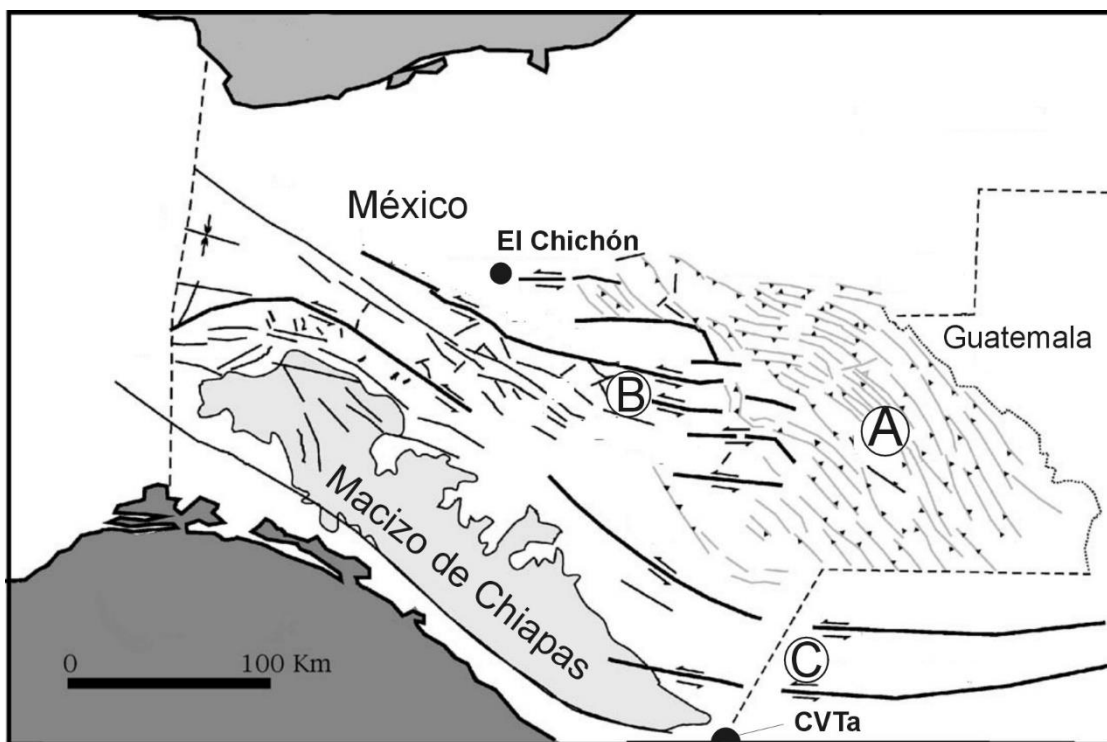 México
El Chichón
Guatemala
B
A
Macizo de Chiapas
0 100 Km
C
CVTa